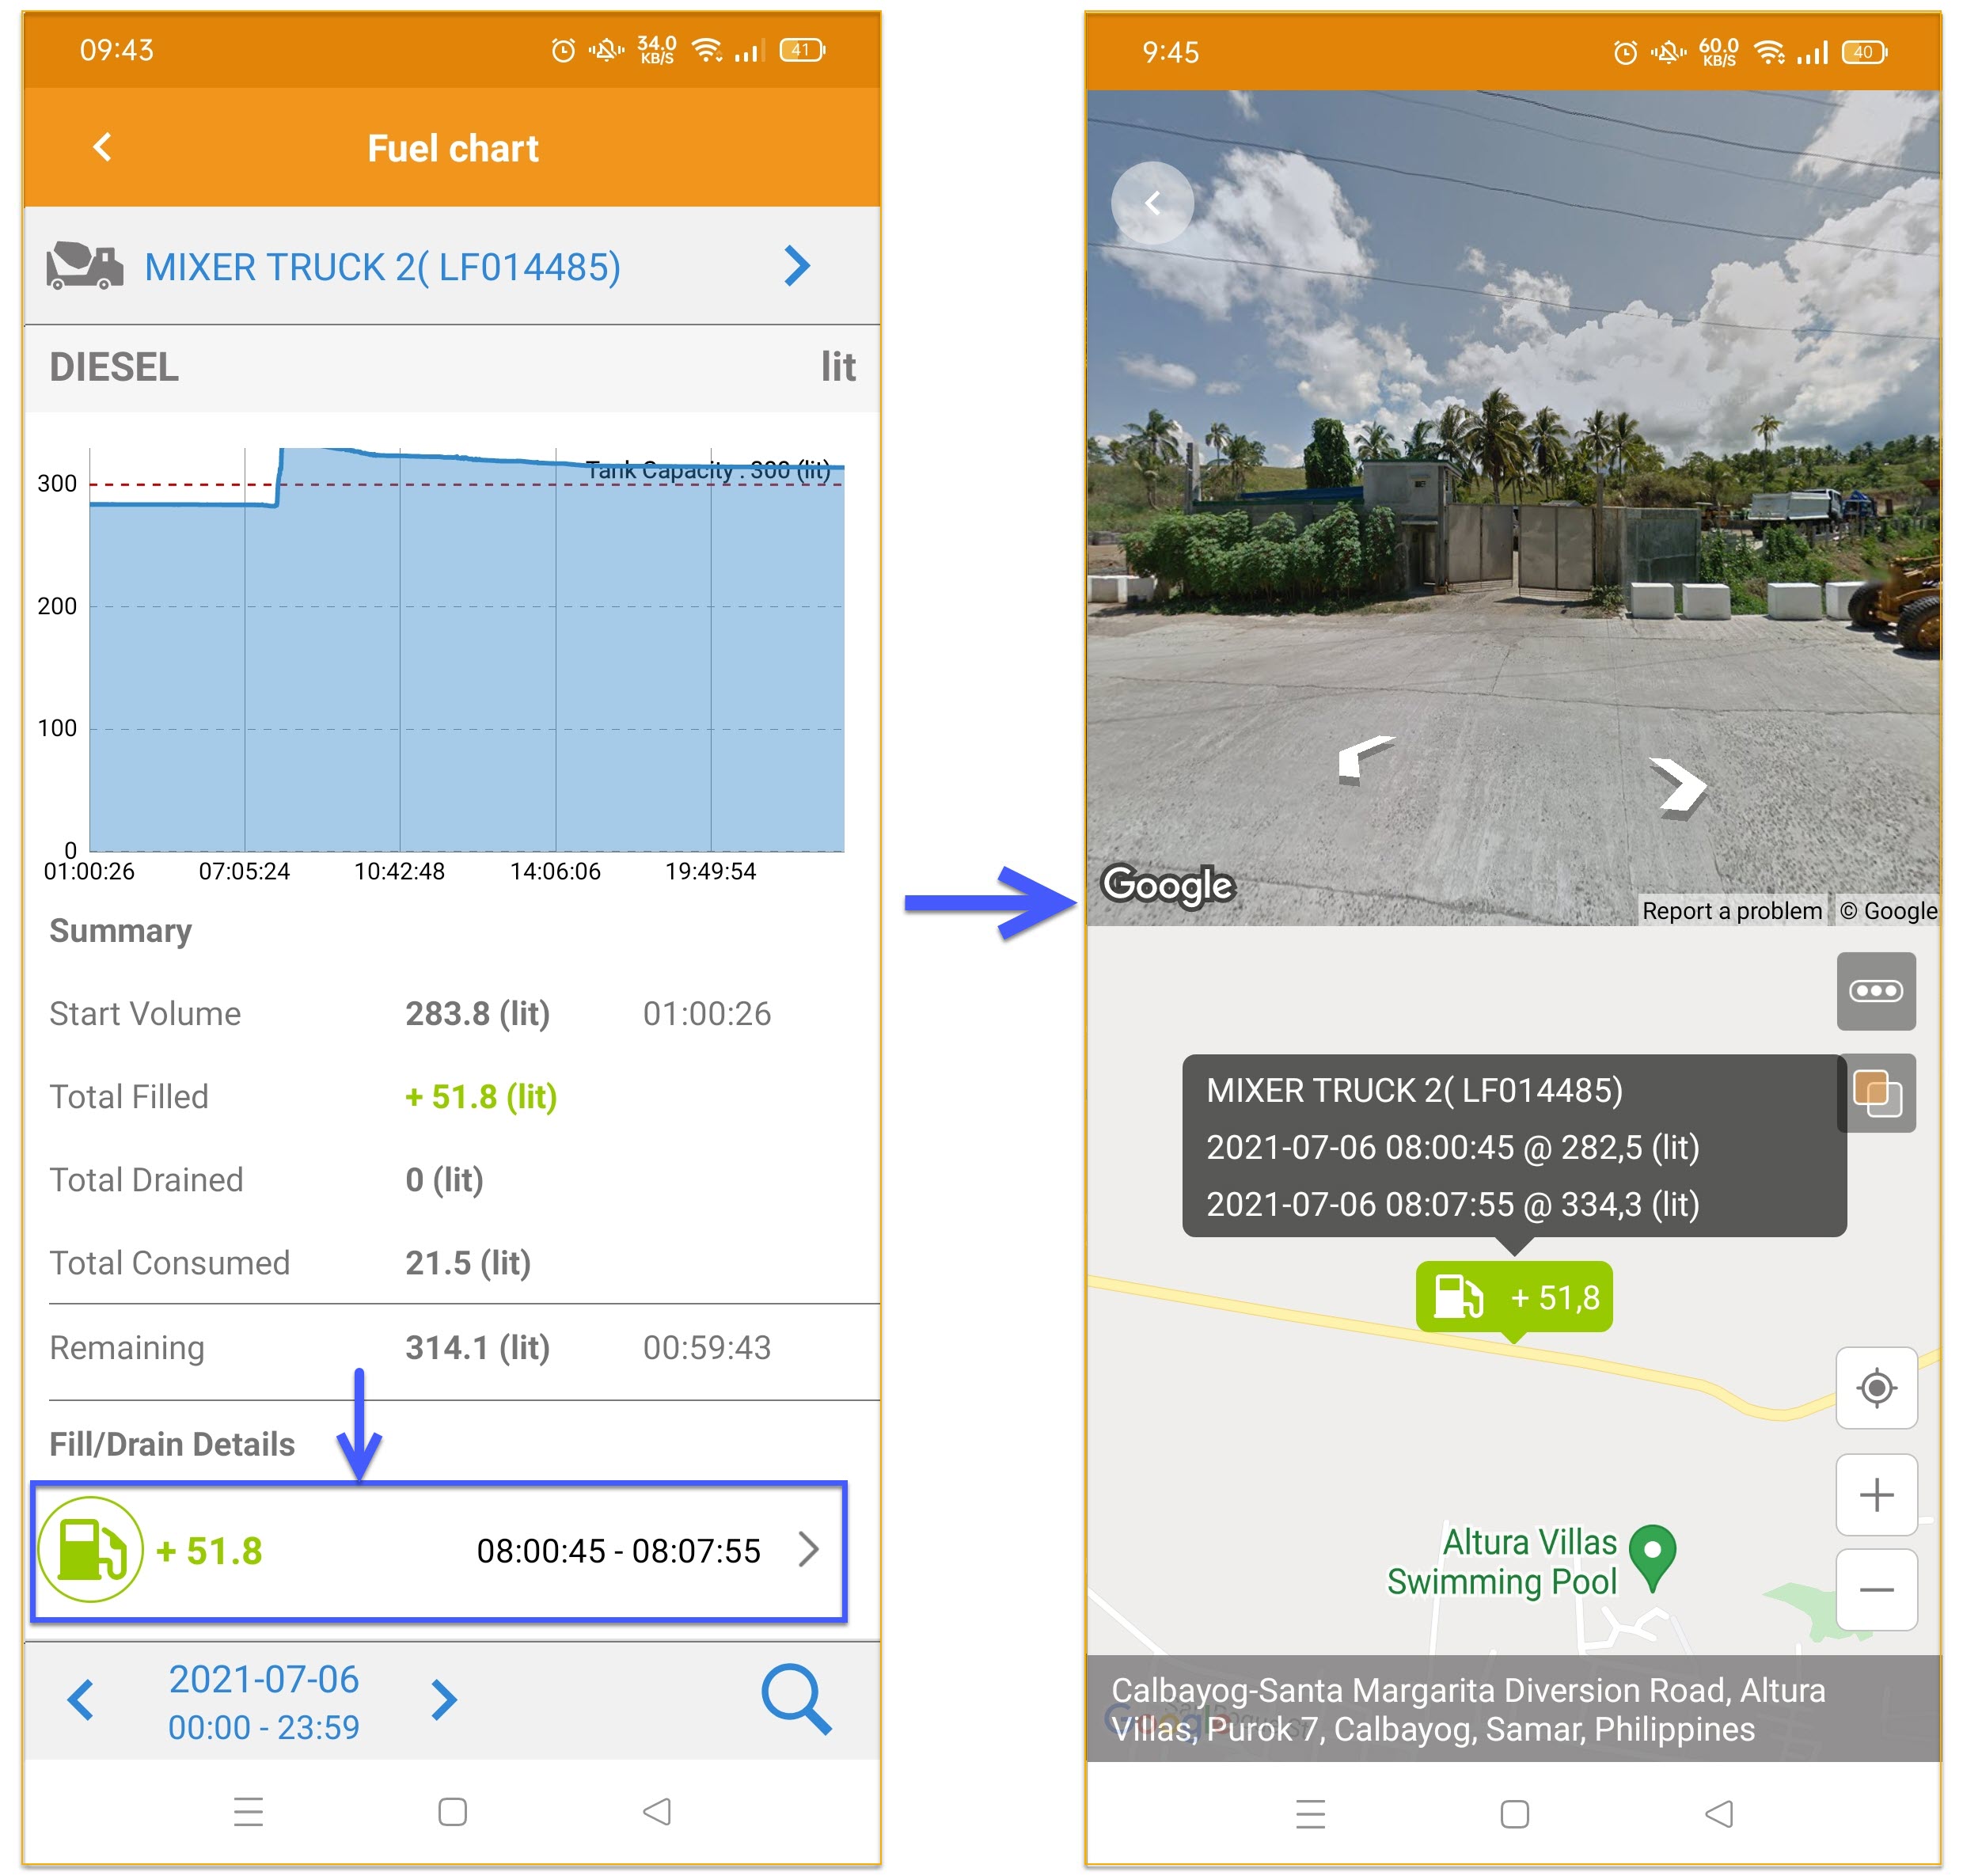 09:43
34.0
KB/S
41
Fuel chart
MIXER TRUCK 2( LF014485)
DIESEL lit
Tank Capacity : 300 (lit)
300
200
100
0
01:00:26 07:05:24 10:42:48 14:06:06 19:49:54
Summary
Start Volume 283.8 (lit) 01:00:26
Total Filled + 51.8 (lit)
Total Drained 0 (lit)
Total Consumed 21.5 (lit)
Remaining 314.1 (lit) 00:59:43
Fill/Drain Details
+ 51.8 08:00:45 - 08:07:55
2021-07-06
00:00 - 23:59
9:45
60.0
KB/S
40
Google
Report a problem © Google
MIXER TRUCK 2( LF014485)
2021-07-06 08:00:45 @ 282,5 (lit)
2021-07-06 08:07:55 @ 334,3 (lit)
+ 51,8
Altura Villas
Swimming Pool
Calbayog-Santa Margarita Diversion Road, Altura
Villas, Purok 7, Calbayog, Samar, Philippines
Google